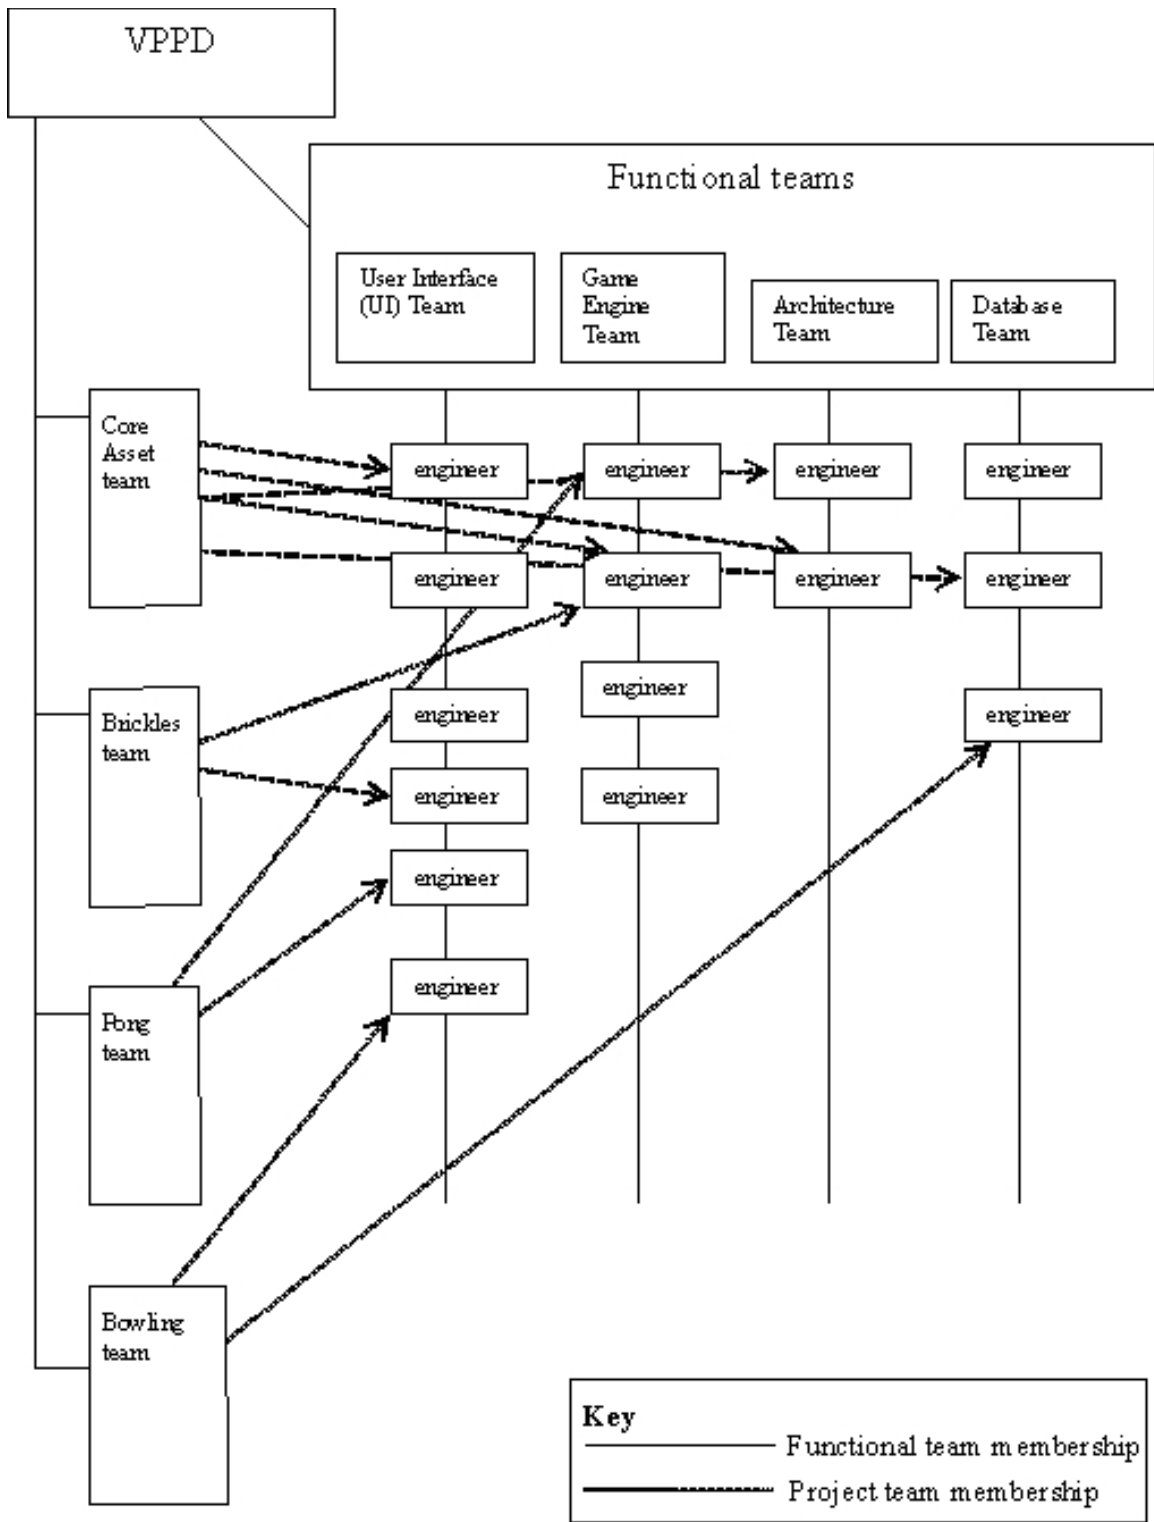 VPPD
Functional teams
User Interface
(UI) Team
Game
Engine
Team
Architecture
Team
Database
Team
Core
Asset
team
engineer
engineer
engineer
engineer
engineer
engineer
engineer
engineer
Brickles
team
engineer
engineer
engineer
engineer
engineer
engineer
Pong
team
engineer
Bowling
team
Key
Functional team membership
Project team membership